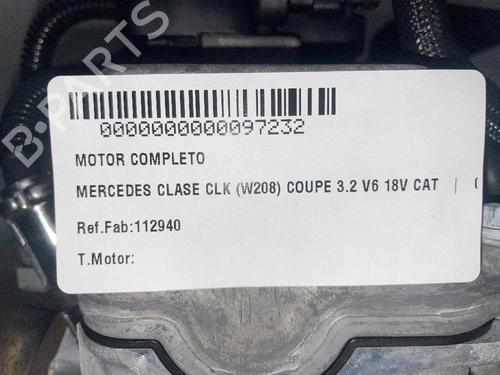 B-PARTS
0000000000097232
MOTOR COMPLETO
MERCEDES CLASE CLK (W208) COUPE 3.2 V6 18V CAT |
Ref.Fab:112940
T.Motor: